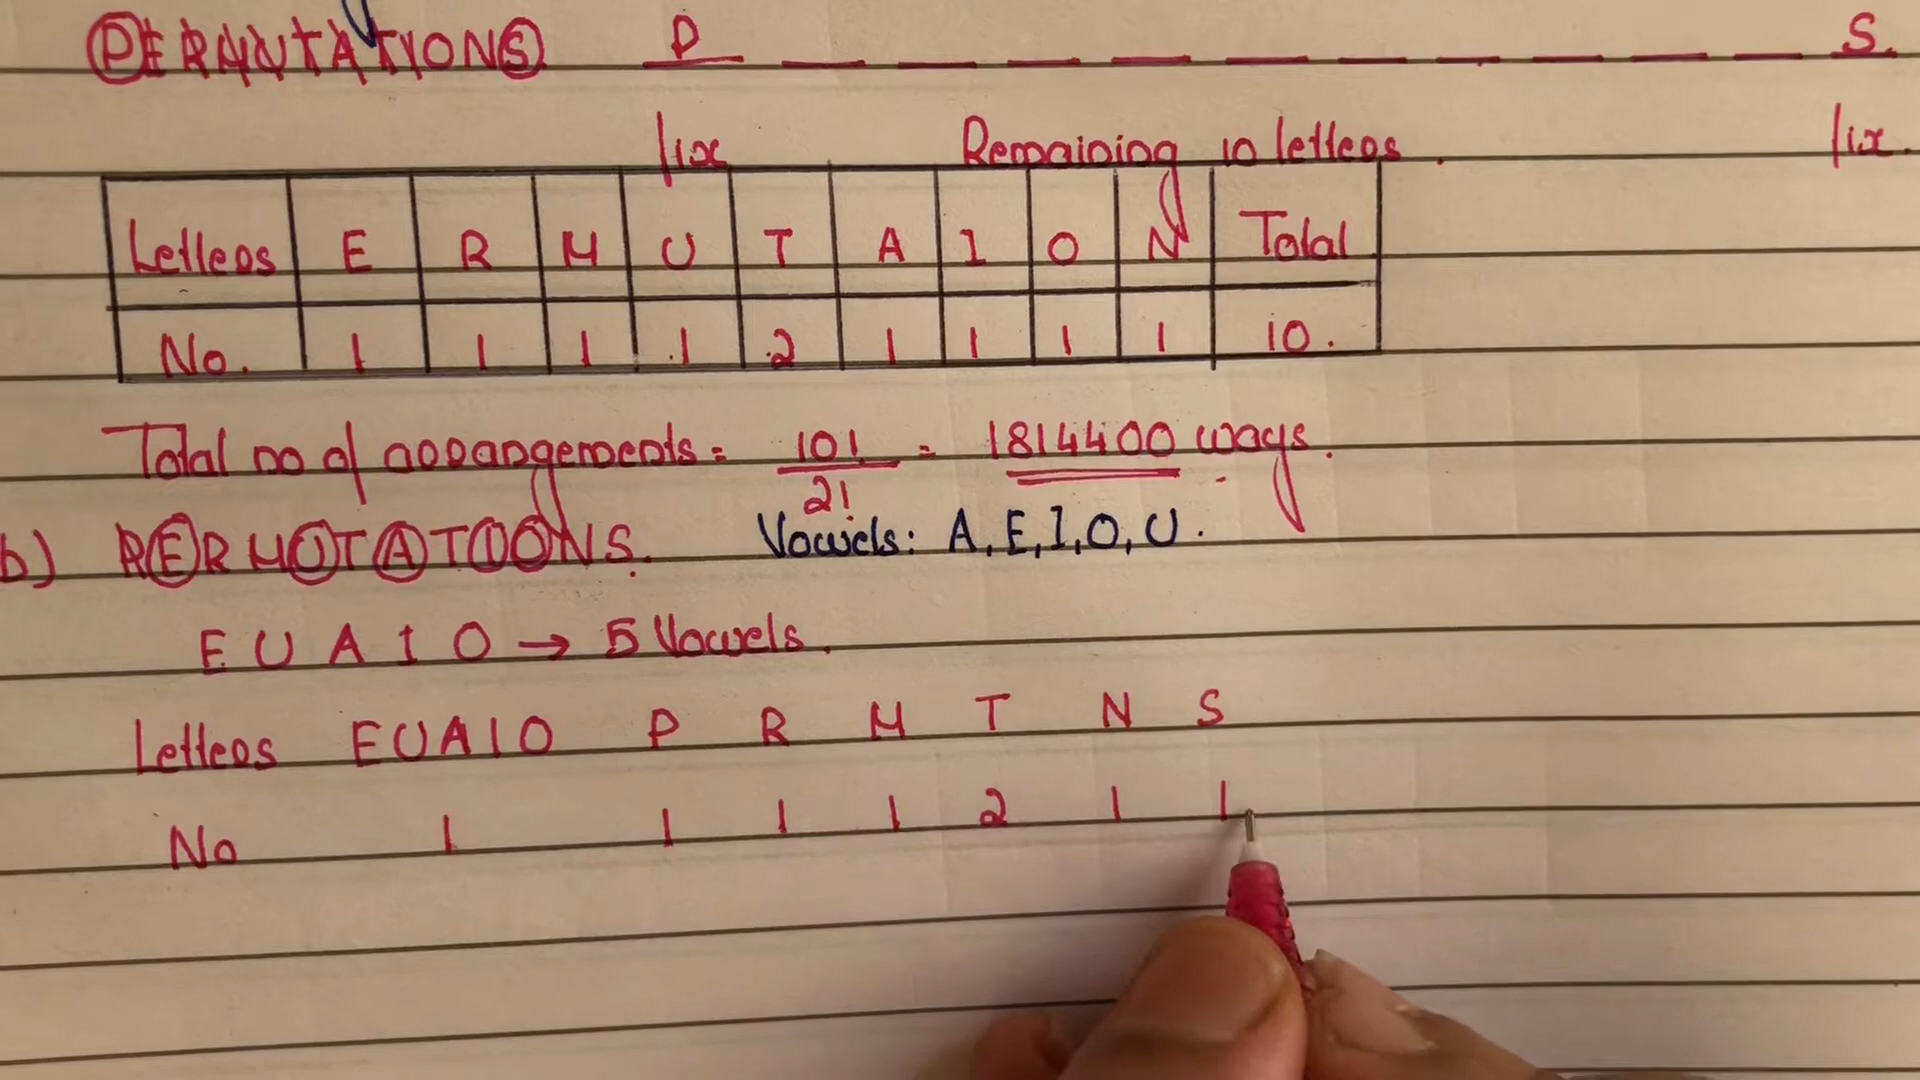 PERMUTATIONS P S.
fix Remaining 10 letters. fix.
Letters E R M U T A I O N Total
No. 1 1 1 1 2 1 1 1 1 10.
Total no of arrangements = 10! / 2! = 1814400 ways.
b) PERMUTATIONS. Vowels: A, E, I, O, U.
E U A I O → 5 Vowels.
Letters EUAIO P R M T N S
No 1 1 1 1 2 1 1